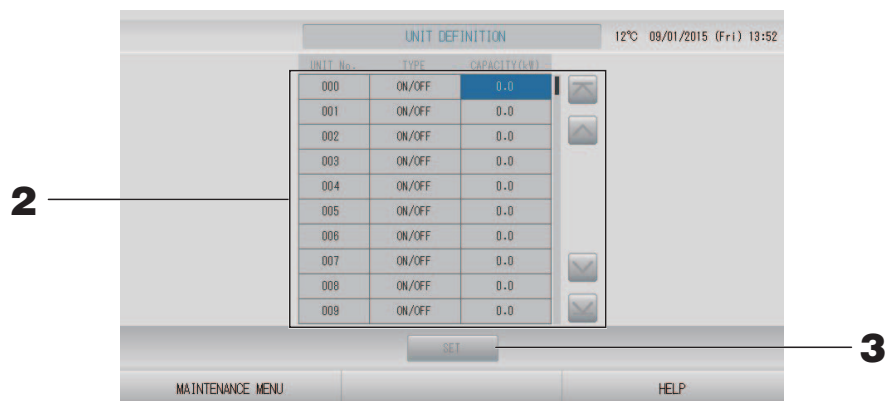 UNIT DEFINITION 12℃ 09/01/2015 (Fri) 13:52
UNIT No. TYPE CAPACITY(kW)
000 ON/OFF 0.0
001 ON/OFF 0.0
002 ON/OFF 0.0
003 ON/OFF 0.0
004 ON/OFF 0.0
005 ON/OFF 0.0
006 ON/OFF 0.0
007 ON/OFF 0.0
008 ON/OFF 0.0
009 ON/OFF 0.0
2
SET
3
MAINTENANCE MENU HELP